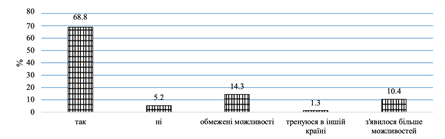 80
70
68.8
60
50
%
40
30
20
14.3
10.4
10
5.2
1.3
0
так
ні
обмежені можливості
тренуюся в іншій
країні
з'явилося більше
можливостей